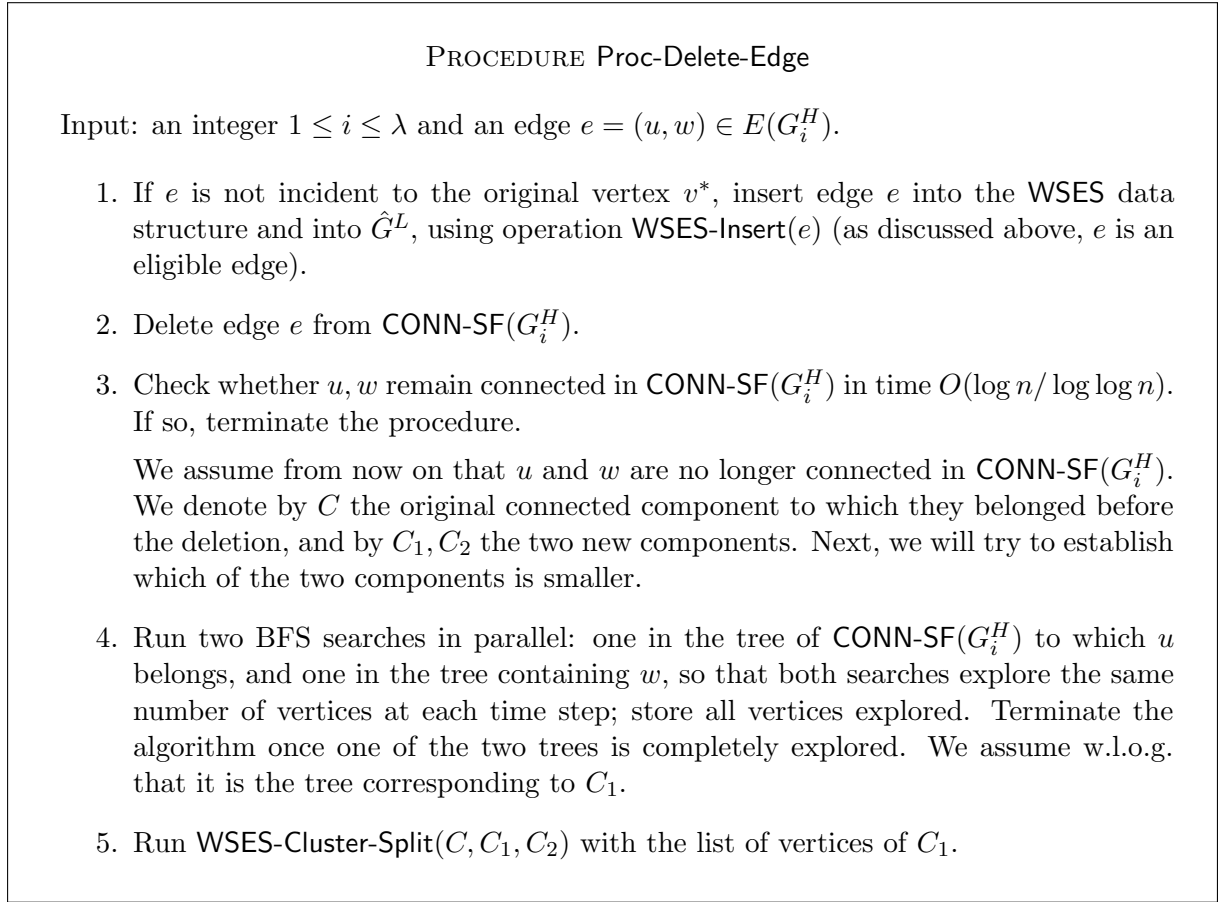 PROCEDURE Proc-Delete-Edge
Input: an integer 1 ≤ i ≤ λ and an edge e = (u, w) ∈ E(G_i^H).
1. If e is not incident to the original vertex v*, insert edge e into the WSES data
structure and into Ĝ^L, using operation WSES-Insert(e) (as discussed above, e is an
eligible edge).
2. Delete edge e from CONN-SF(G_i^H).
3. Check whether u, w remain connected in CONN-SF(G_i^H) in time O(log n/ log log n).
If so, terminate the procedure.
We assume from now on that u and w are no longer connected in CONN-SF(G_i^H).
We denote by C the original connected component to which they belonged before
the deletion, and by C_1, C_2 the two new components. Next, we will try to establish
which of the two components is smaller.
4. Run two BFS searches in parallel: one in the tree of CONN-SF(G_i^H) to which u
belongs, and one in the tree containing w, so that both searches explore the same
number of vertices at each time step; store all vertices explored. Terminate the
algorithm once one of the two trees is completely explored. We assume w.l.o.g.
that it is the tree corresponding to C_1.
5. Run WSES-Cluster-Split(C, C_1, C_2) with the list of vertices of C_1.